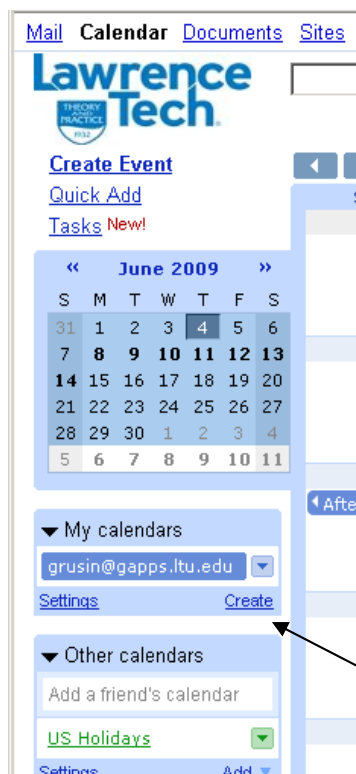 Mail Calendar Documents Sites
Lawrence
Tech.
THEORY
AND
PRACTICE
1932
Create Event
Quick Add
Tasks New!
« June 2009 »
S M T W T F S
31 1 2 3 4 5 6
7 8 9 10 11 12 13
14 15 16 17 18 19 20
21 22 23 24 25 26 27
28 29 30 1 2 3 4
5 6 7 8 9 10 11
My calendars
grusin@gapps.ltu.edu
Settings Create
Other calendars
Add a friend's calendar
US Holidays
Settings Add